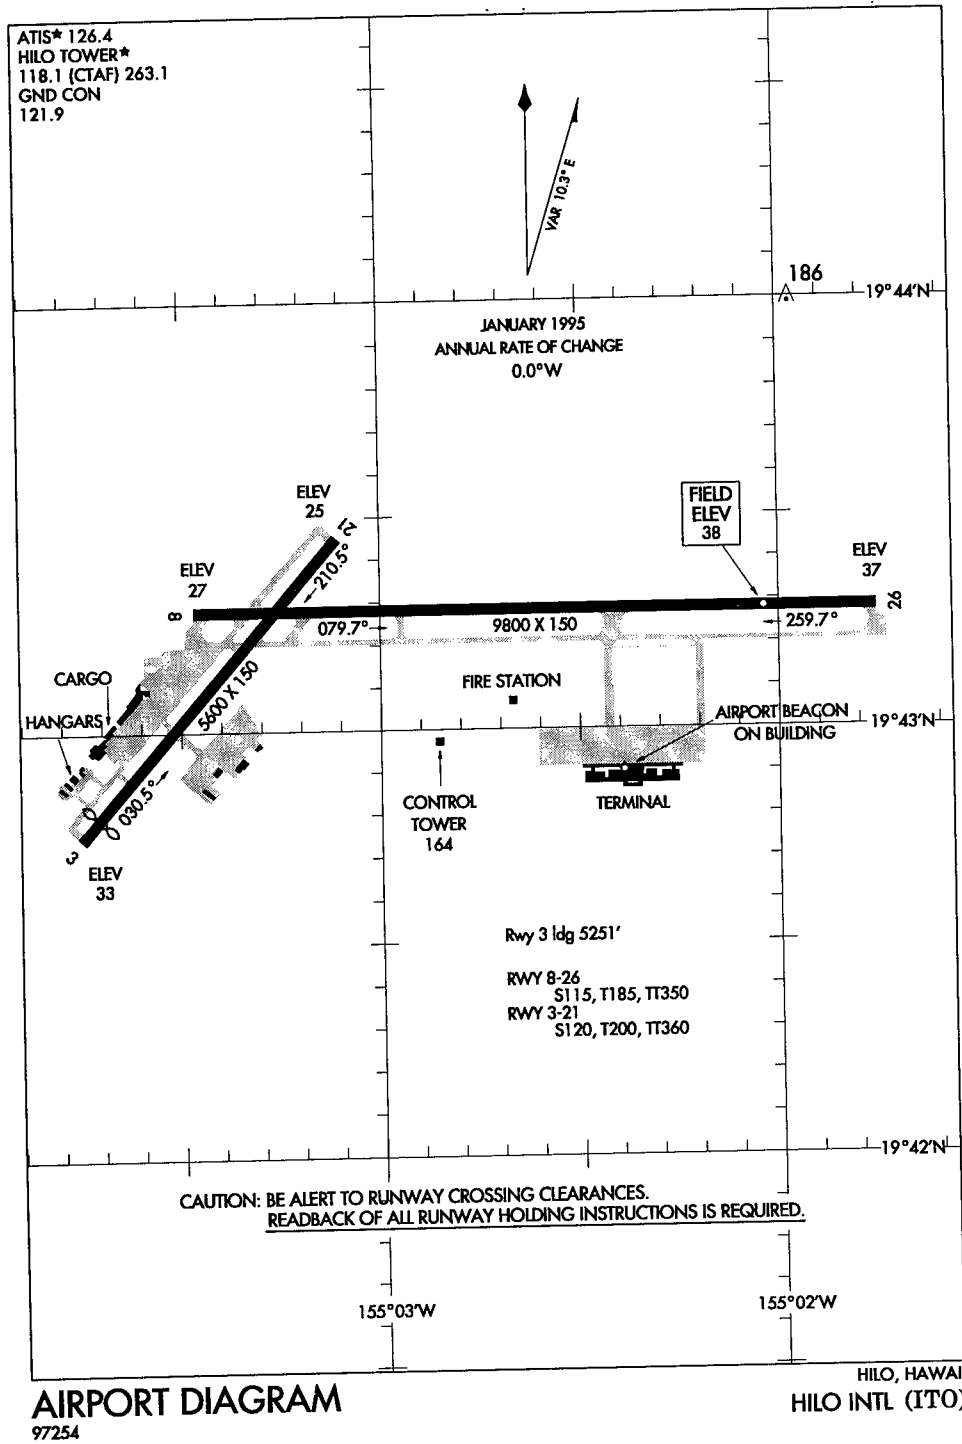 ATIS★ 126.4
HILO TOWER★
118.1 (CTAF) 263.1
GND CON
121.9
VAR 10.3° E
186
19°44'N
JANUARY 1995
ANNUAL RATE OF CHANGE
0.0°W
ELEV
25
21
210.5°
FIELD
ELEV
38
ELEV
27
8
ELEV
37
26
079.7°
9800 X 150
259.7°
CARGO
HANGARS
5600 X 150
030.5°
3
ELEV
33
FIRE STATION
AIRPORT BEACON
ON BUILDING
19°43'N
CONTROL
TOWER
164
TERMINAL
Rwy 3 ldg 5251'
RWY 8-26
S115, T185, TT350
RWY 3-21
S120, T200, TT360
19°42'N
CAUTION: BE ALERT TO RUNWAY CROSSING CLEARANCES.
READBACK OF ALL RUNWAY HOLDING INSTRUCTIONS IS REQUIRED.
155°03'W
155°02'W
AIRPORT DIAGRAM
97254
HILO, HAWAI
HILO INTL (ITO)